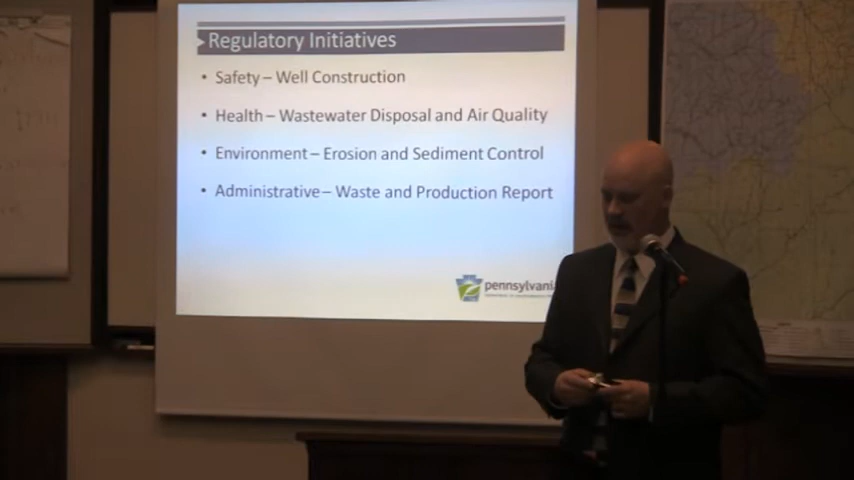 Regulatory Initiatives
• Safety – Well Construction
• Health – Wastewater Disposal and Air Quality
• Environment – Erosion and Sediment Control
• Administrative – Waste and Production Report
pennsylvani